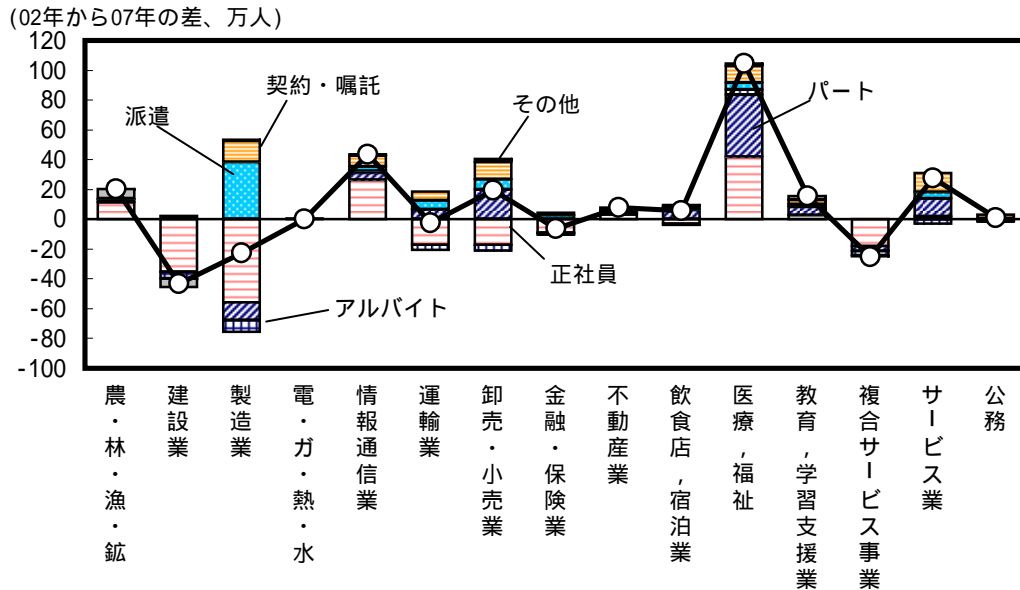 (02年から07年の差、万人)
120
100
80
60
40
20
0
-20
-40
-60
-80
-100
契約・嘱託
派遣
その他
パート
正社員
アルバイト
農・林・漁・鉱
建設業
製造業
電・ガ・熱・水
情報通信業
運輸業
卸売・小売業
金融・保険業
不動産業
飲食店,宿泊業
医療,福祉
教育,学習支援業
複合サービス事業
サービス業
公務